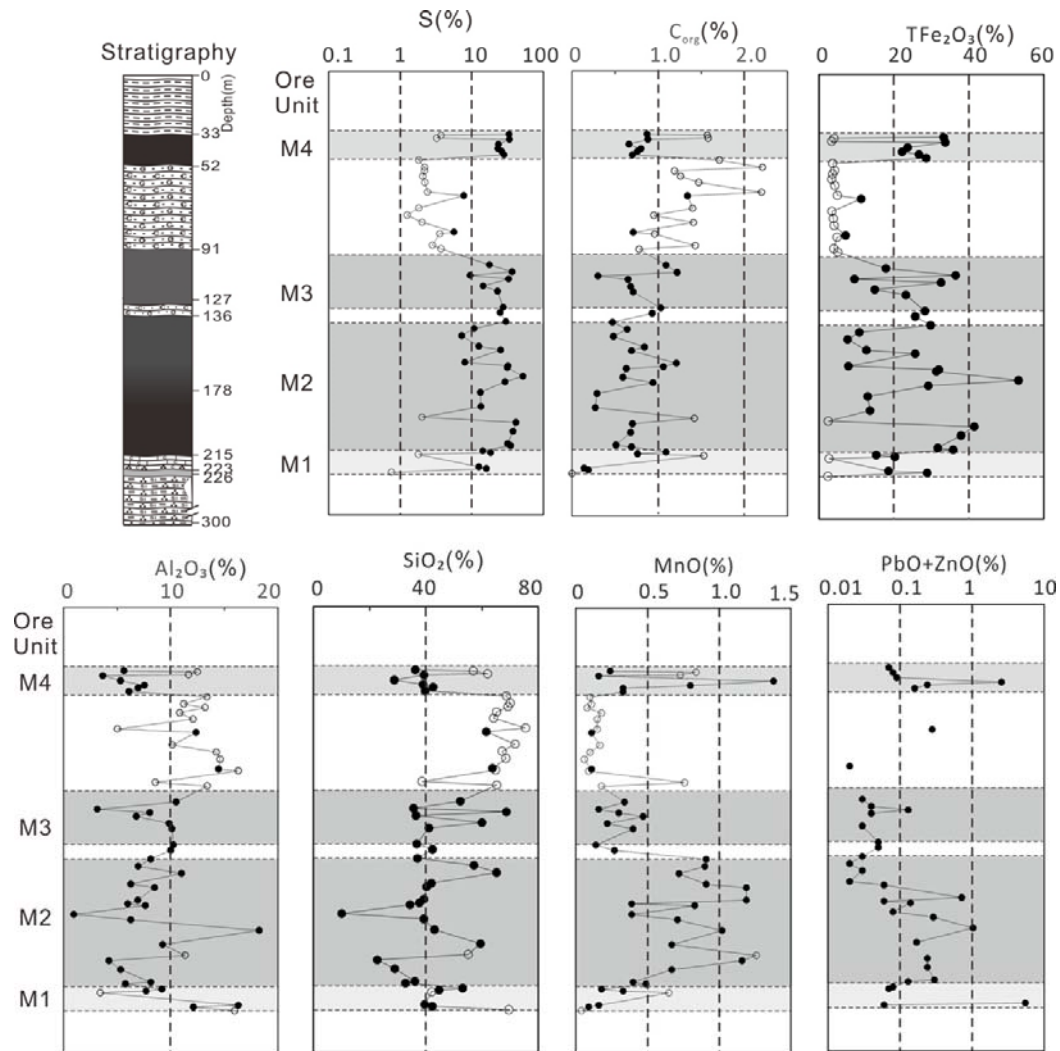 S(%)
C_org(%)
TFe₂O₃(%)
Stratigraphy
0.1 1 10 100
0 1.0 2.0
0 20 40 60
Ore
Unit
Depth(m)
0
33
52
91
127
136
178
215
223
226
300
M4
M3
M2
M1
Al₂O₃(%)
SiO₂(%)
MnO(%)
PbO+ZnO(%)
0 10 20
0 40 80
0 0.5 1.0 1.5
0.01 0.1 1 10
Ore
Unit
M4
M3
M2
M1